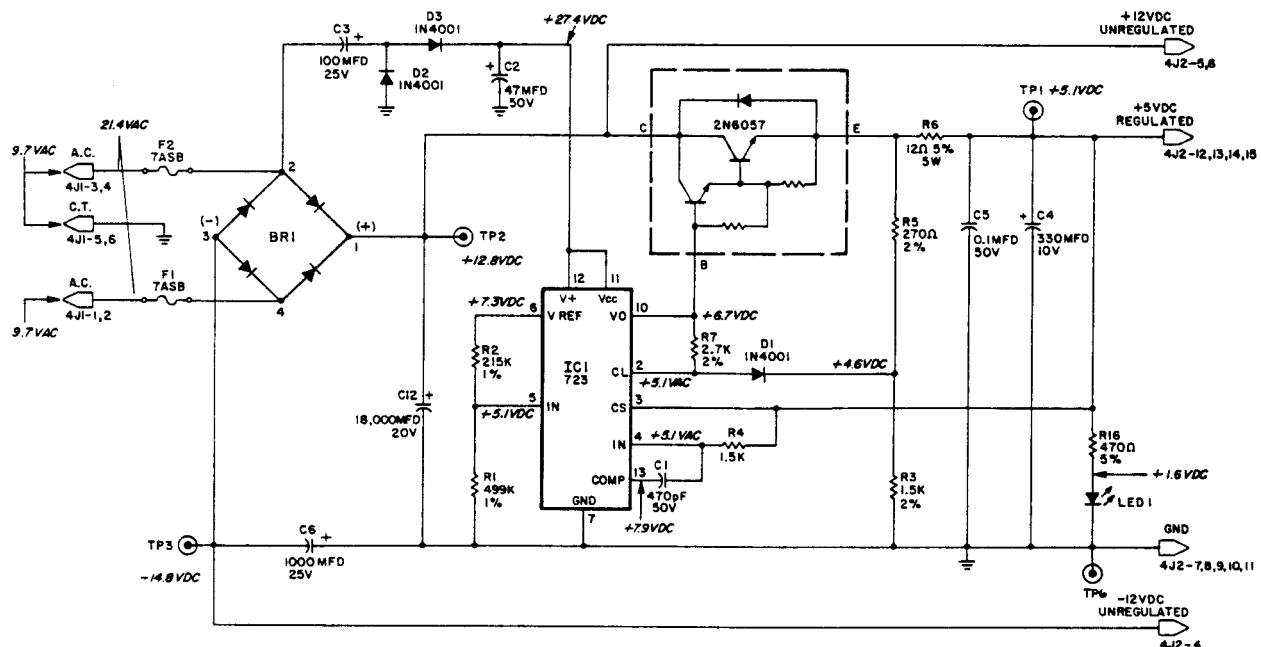 +12VDC
UNREGULATED
4J2-5,6
+27.4VDC
D3
1N4001
C3
+
100MFD
25V
D2
1N4001
+
C2
47MFD
50V
TP1 +5.1VDC
+5VDC
REGULATED
4J2-12,13,14,15
C
2N6057
E
R6
12Ω 5%
5W
B
21.4VAC
9.7VAC
A.C.
4J1-3,4
F2
7ASB
2
C.T.
4J1-5,6
(-)
3
BR1
(+)
1
TP2
+12.8VDC
A.C.
4J1-1,2
F1
7ASB
4
9.7VAC
R5
270Ω
2%
C5
0.1MFD
50V
+
C4
330MFD
10V
12
11
V+
Vcc
+7.3VDC
6
V REF
VO
10
+6.7VDC
R2
215K
1%
IC1
723
R7
2.7K
2%
D1
1N4001
+4.6VDC
CL
2
+5.1VAC
5
IN
+5.1VDC
CS
3
C12
+
18,000MFD
20V
IN
4
+5.1VAC
R4
1.5K
R1
499K
1%
COMP
13
C1
470pF
50V
GND
7
+7.9VDC
R3
1.5K
2%
R16
470Ω
5%
+1.6VDC
LED1
TP3
-14.8VDC
C6
+
1000MFD
25V
GND
4J2-7,8,9,10,11
TP6
-12VDC
UNREGULATED
4J2-4